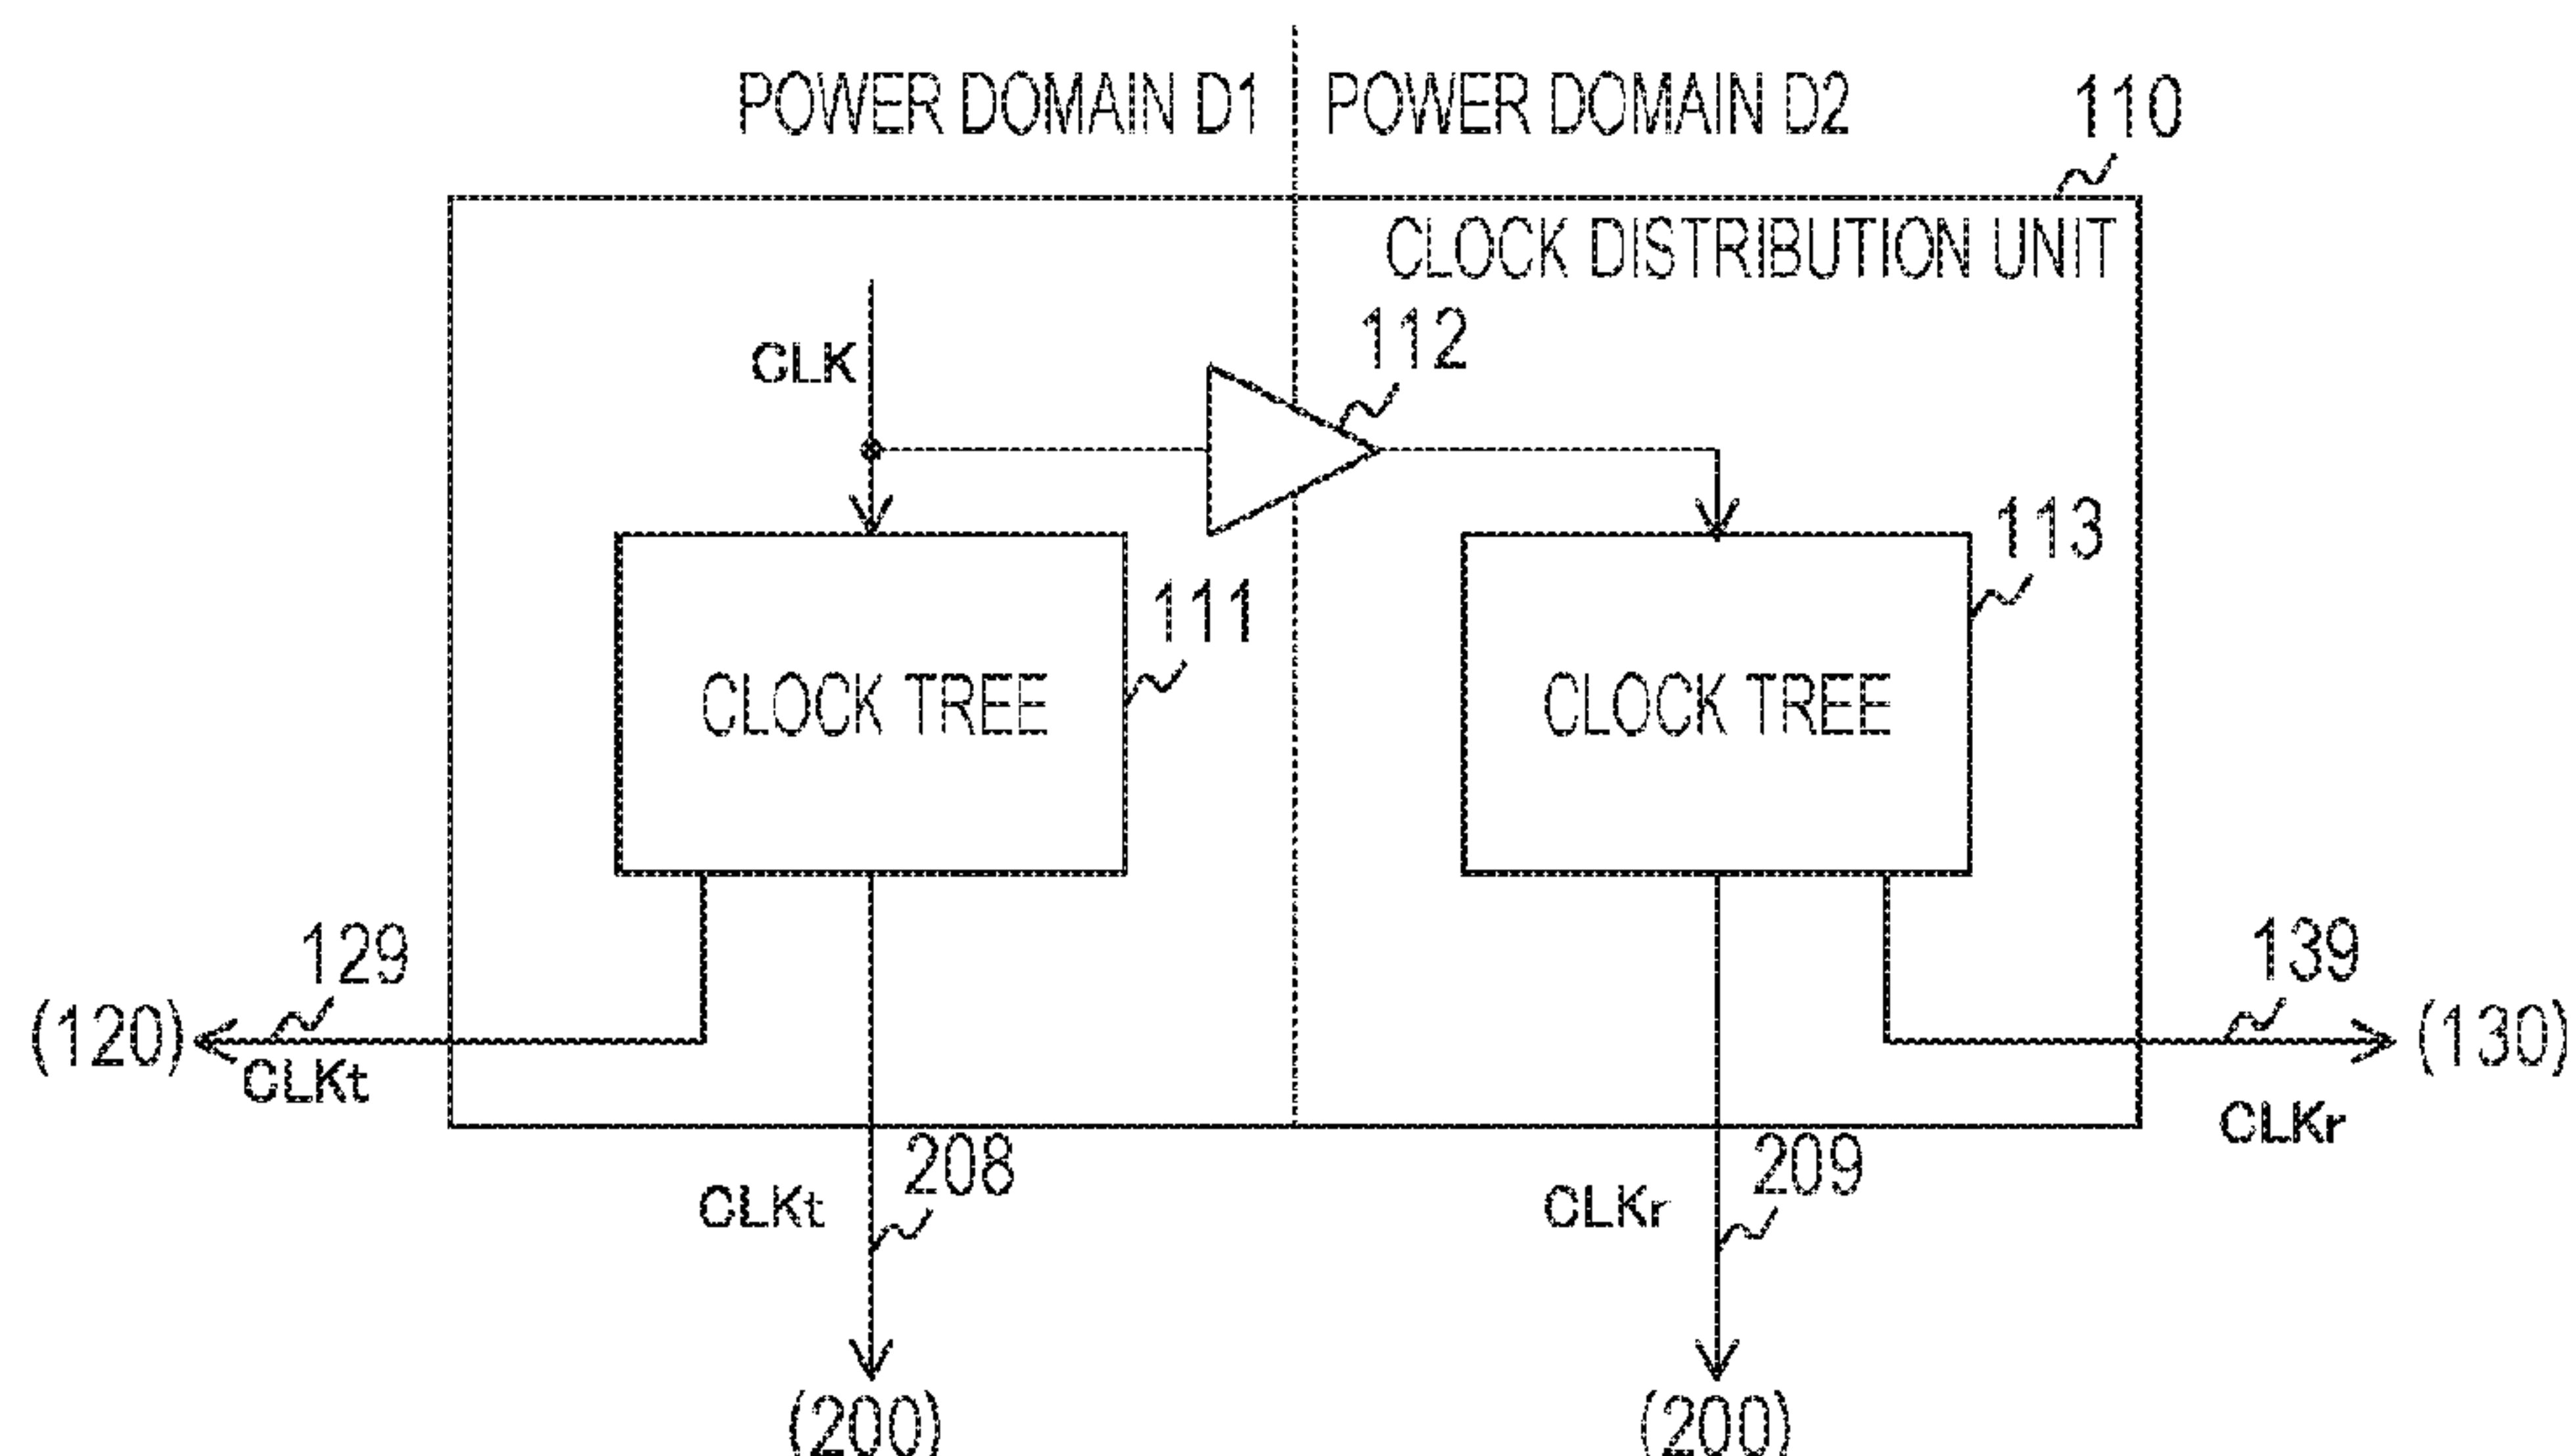 POWER DOMAIN D1 POWER DOMAIN D2
110
CLOCK DISTRIBUTION UNIT
112
CLK
113
111
CLOCK TREE CLOCK TREE
129 139
(120) (130)
CLKt
CLKr
208 209
CLKt CLKr
(200) (200)